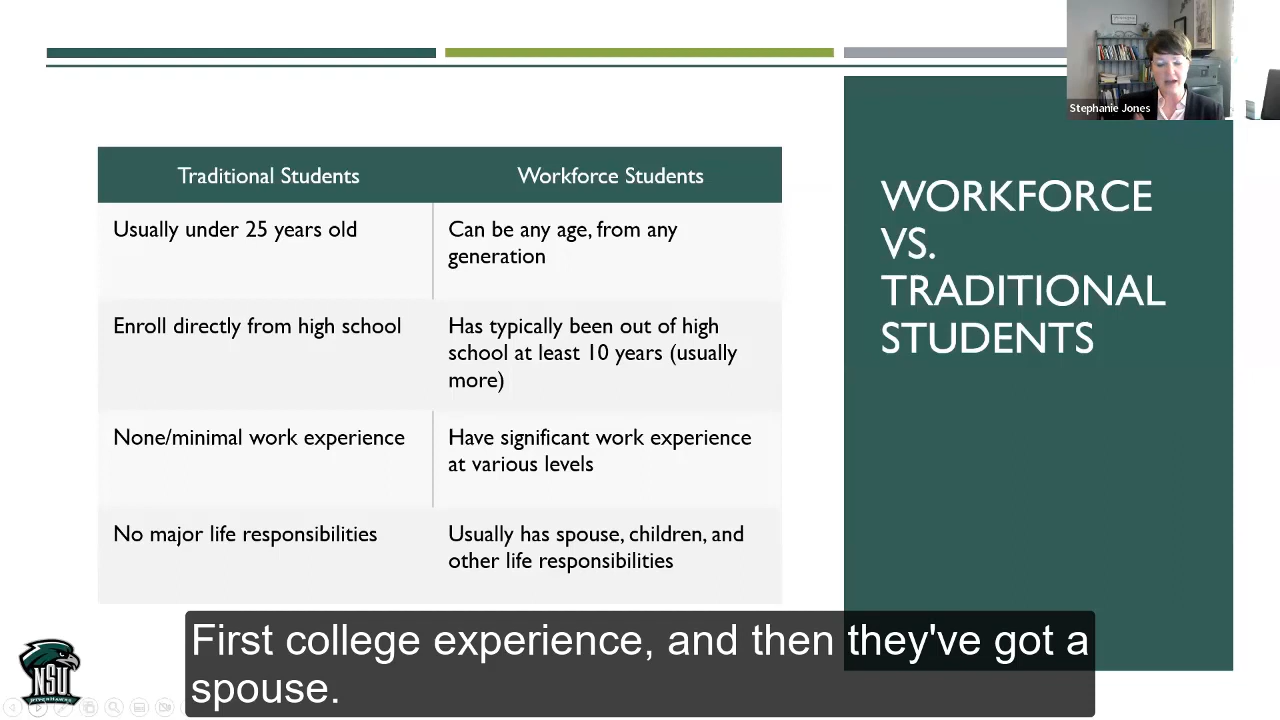 Stephanie Jones
Traditional Students
Workforce Students
Usually under 25 years old
Can be any age, from any
generation
Enroll directly from high school
Has typically been out of high
school at least 10 years (usually
more)
None/minimal work experience
Have significant work experience
at various levels
No major life responsibilities
Usually has spouse, children, and
other life responsibilities
WORKFORCE
VS.
TRADITIONAL
STUDENTS
NSU
RIVERHAWKS
First college experience, and then they've got a
spouse.